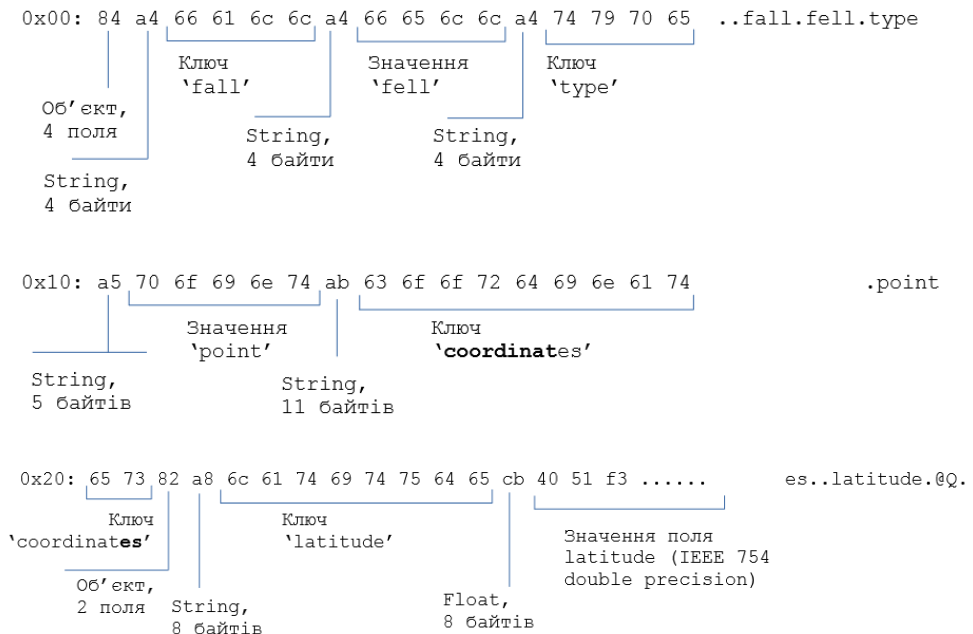 0x00: 84 a4 66 61 6c 6c a4 66 65 6c 6c a4 74 79 70 65 ..fall.fell.type
Ключ Значення Ключ
‘fall’ ‘fell’ ‘type’
Об’єкт,
4 поля
String, String,
4 байти 4 байти
String,
4 байти
0x10: a5 70 6f 69 6e 74 ab 63 6f 6f 72 64 69 6e 61 74 .point
Значення Ключ
‘point’ ‘coordinates’
String, String,
5 байтів 11 байтів
0x20: 65 73 82 a8 6c 61 74 69 74 75 64 65 cb 40 51 f3 ...... es..latitude.@Q.
Ключ Ключ
‘coordinates’ ‘latitude’
Значення поля
latitude (IEEE 754
double precision)
Об’єкт,
2 поля
String,
8 байтів
Float,
8 байтів